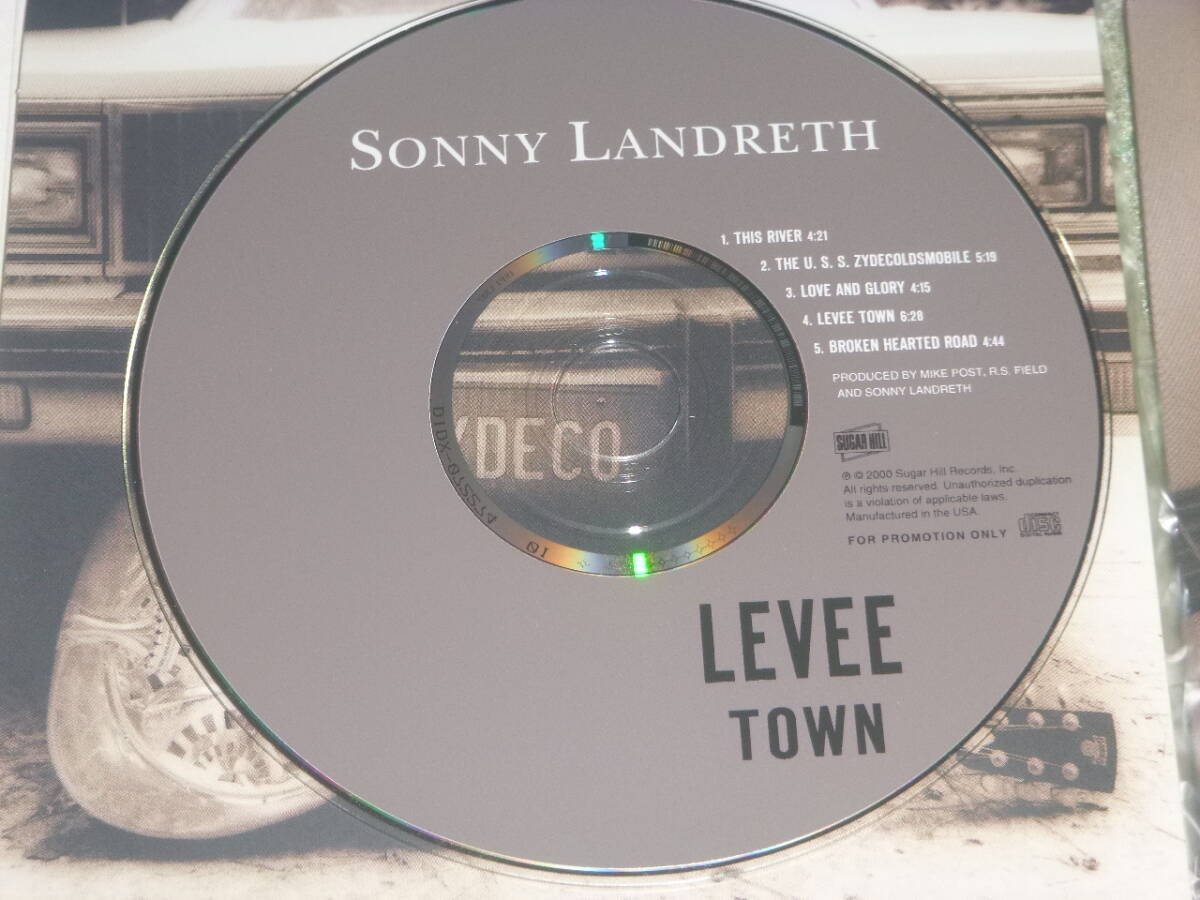 SONNY LANDRETH
1. THIS RIVER 4:21
2. THE U. S. S. ZYDECOLDSMOBILE 5:19
3. LOVE AND GLORY 4:15
4. LEVEE TOWN 6:28
5. BROKEN HEARTED ROAD 4:44
PRODUCED BY MIKE POST, R.S. FIELD
AND SONNY LANDRETH
SUGAR HILL
℗ © 2000 Sugar Hill Records, Inc.
All rights reserved. Unauthorized duplication
is a violation of applicable laws.
Manufactured in the USA.
FOR PROMOTION ONLY
disc
YDECO
01
LEVEE
TOWN